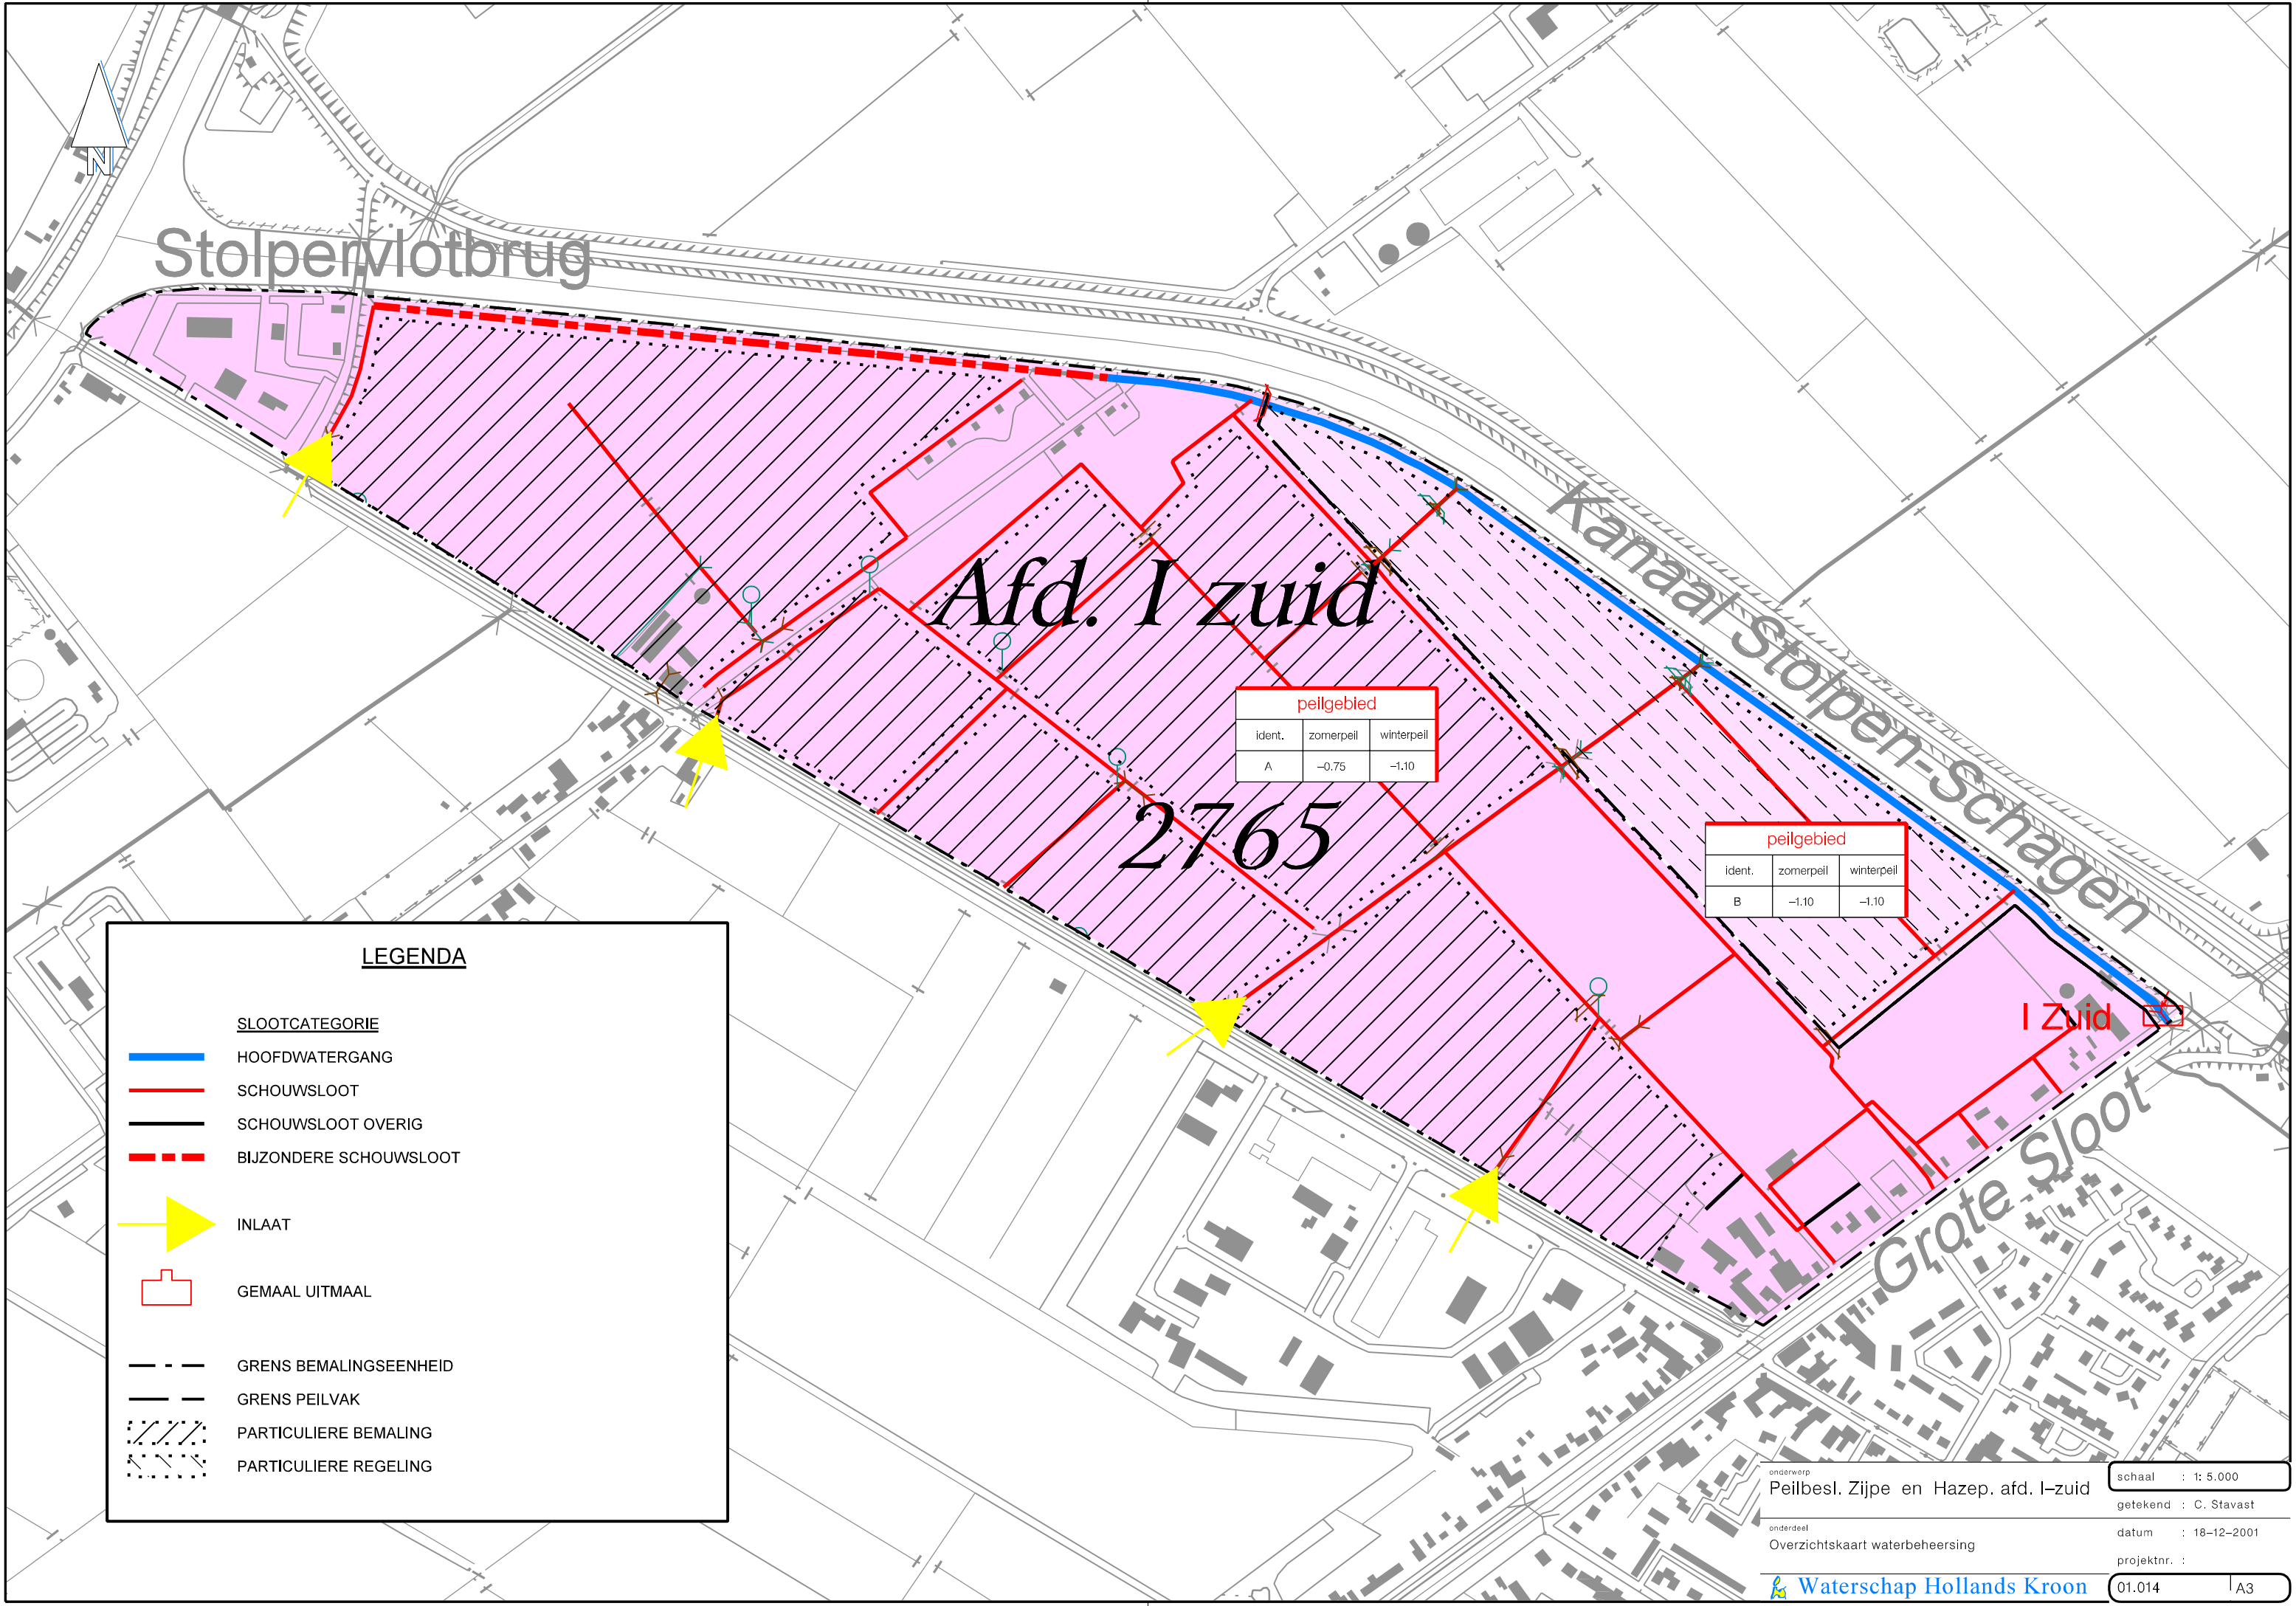 N
Stolpervlotbrug
Kanaal Stolpen-Schagen
Afd. I zuid
2765
peilgebied
ident. zomerpeil winterpeil
A −0.75 −1.10
peilgebied
ident. zomerpeil winterpeil
B −1.10 −1.10
I Zuid
Grote Sloot
LEGENDA
SLOOTCATEGORIE
HOOFDWATERGANG
SCHOUWSLOOT
SCHOUWSLOOT OVERIG
BIJZONDERE SCHOUWSLOOT
INLAAT
GEMAAL UITMAAL
GRENS BEMALINGSEENHEID
GRENS PEILVAK
PARTICULIERE BEMALING
PARTICULIERE REGELING
onderwerp
Peilbesl. Zijpe en Hazep. afd. I−zuid
onderdeel
Overzichtskaart waterbeheersing
Waterschap Hollands Kroon
schaal : 1: 5.000
getekend : C. Stavast
datum : 18−12−2001
projektnr. :
01.014 A3